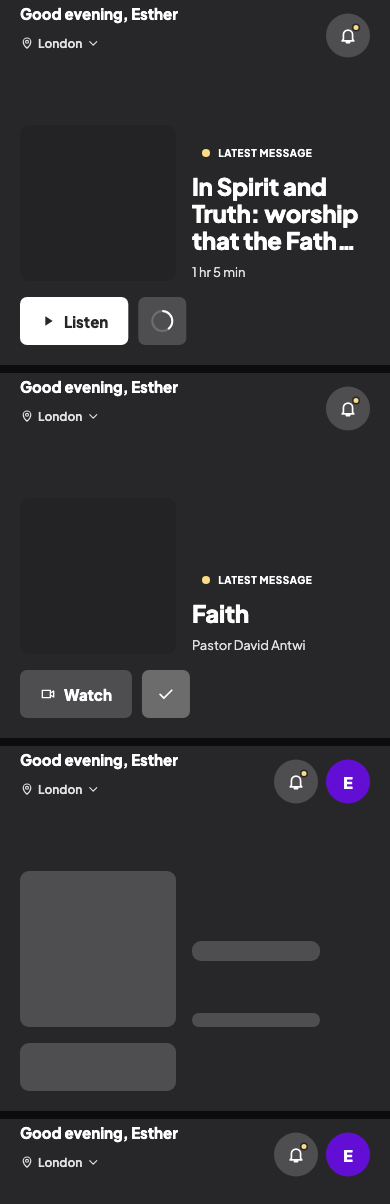 Good evening, Esther
London
LATEST MESSAGE
In Spirit and
Truth: worship
that the Fath...
1 hr 5 min
Listen
Good evening, Esther
London
LATEST MESSAGE
Faith
Pastor David Antwi
Watch
Good evening, Esther
London
E
Good evening, Esther
London
E